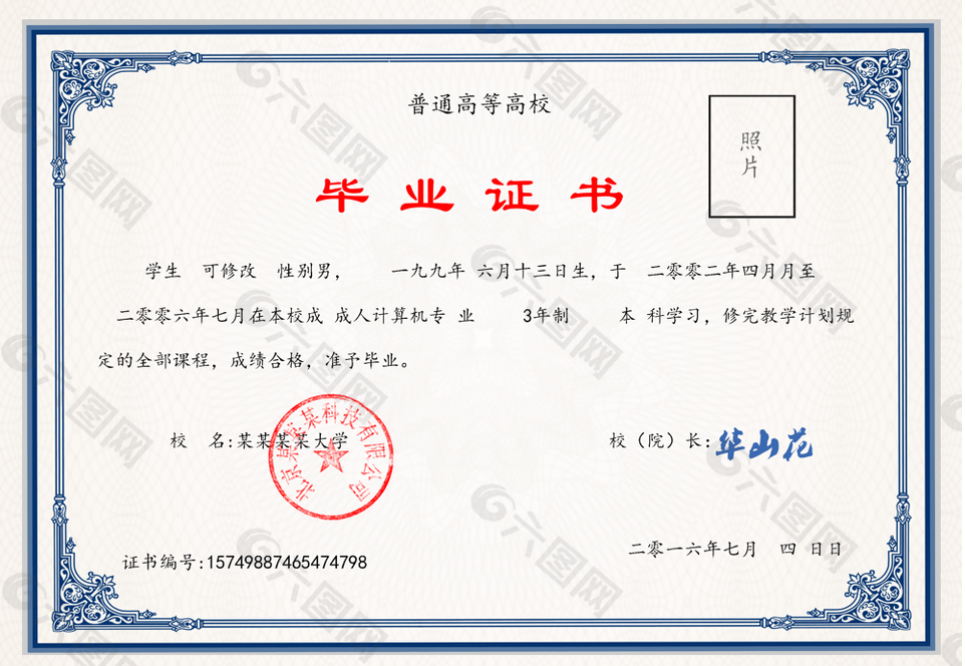 普通高等高校
照
片
毕业证书
学生 可修改 性别男， 一九九年 六月十三日生，于 二零零二年四月月至
二零零六年七月在本校成 成人计算机专 业 3年制 本 科学习，修完教学计划规
定的全部课程，成绩合格，准予毕业。
校 名:某某某某大学
北京某某某科技有限公司
校（院）长:华山花
证书编号:15749887465474798
二零一六年七月 四 日日
六图网